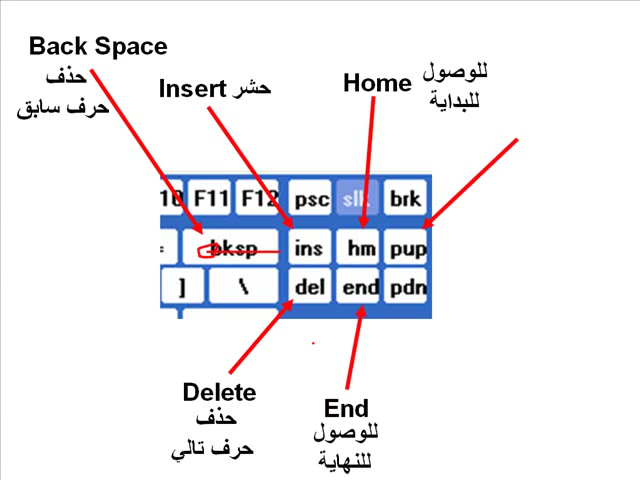 Back Space
حذف
حرف سابق
Insert حشر
Home
للوصول
للبداية
10 F11 F12 psc slk brk
= bksp ins hm pup
] \ del end pdn
Delete
حذف
حرف تالي
End
للوصول
للنهاية